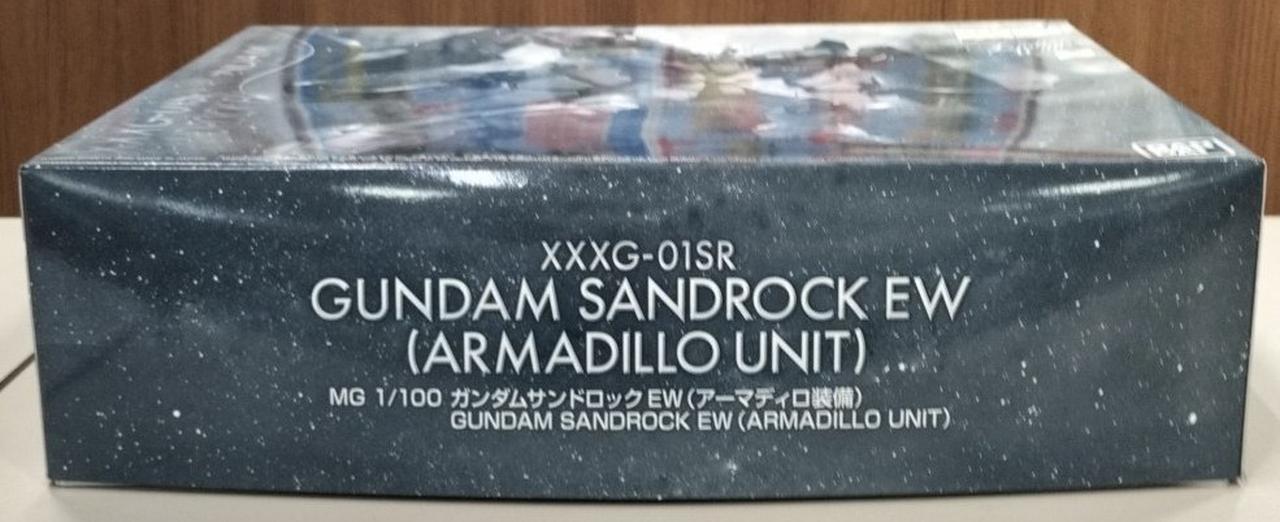 XXXG-01SR
GUNDAM SANDROCK EW
(ARMADILLO UNIT)
MG 1/100 ガンダムサンドロックEW(アーマディロ装備)
GUNDAM SANDROCK EW (ARMADILLO UNIT)